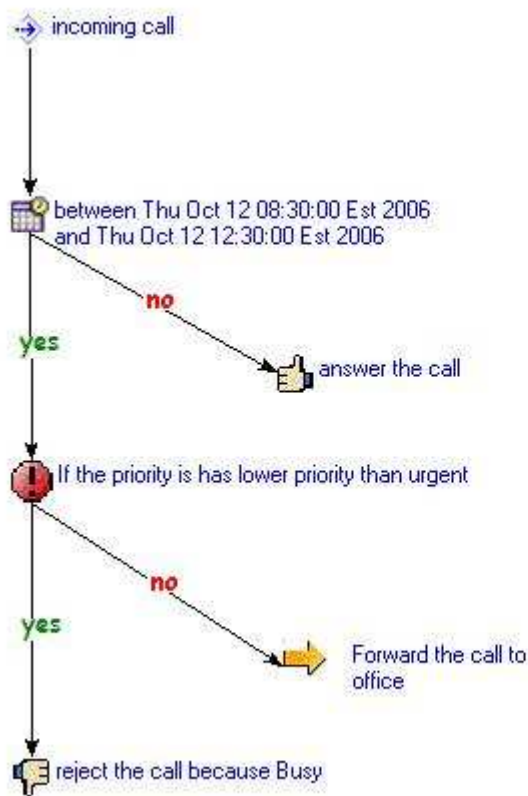 incoming call
between Thu Oct 12 08:30:00 Est 2006
and Thu Oct 12 12:30:00 Est 2006
no
yes
answer the call
If the priority is has lower priority than urgent
no
yes
Forward the call to
office
reject the call because Busy